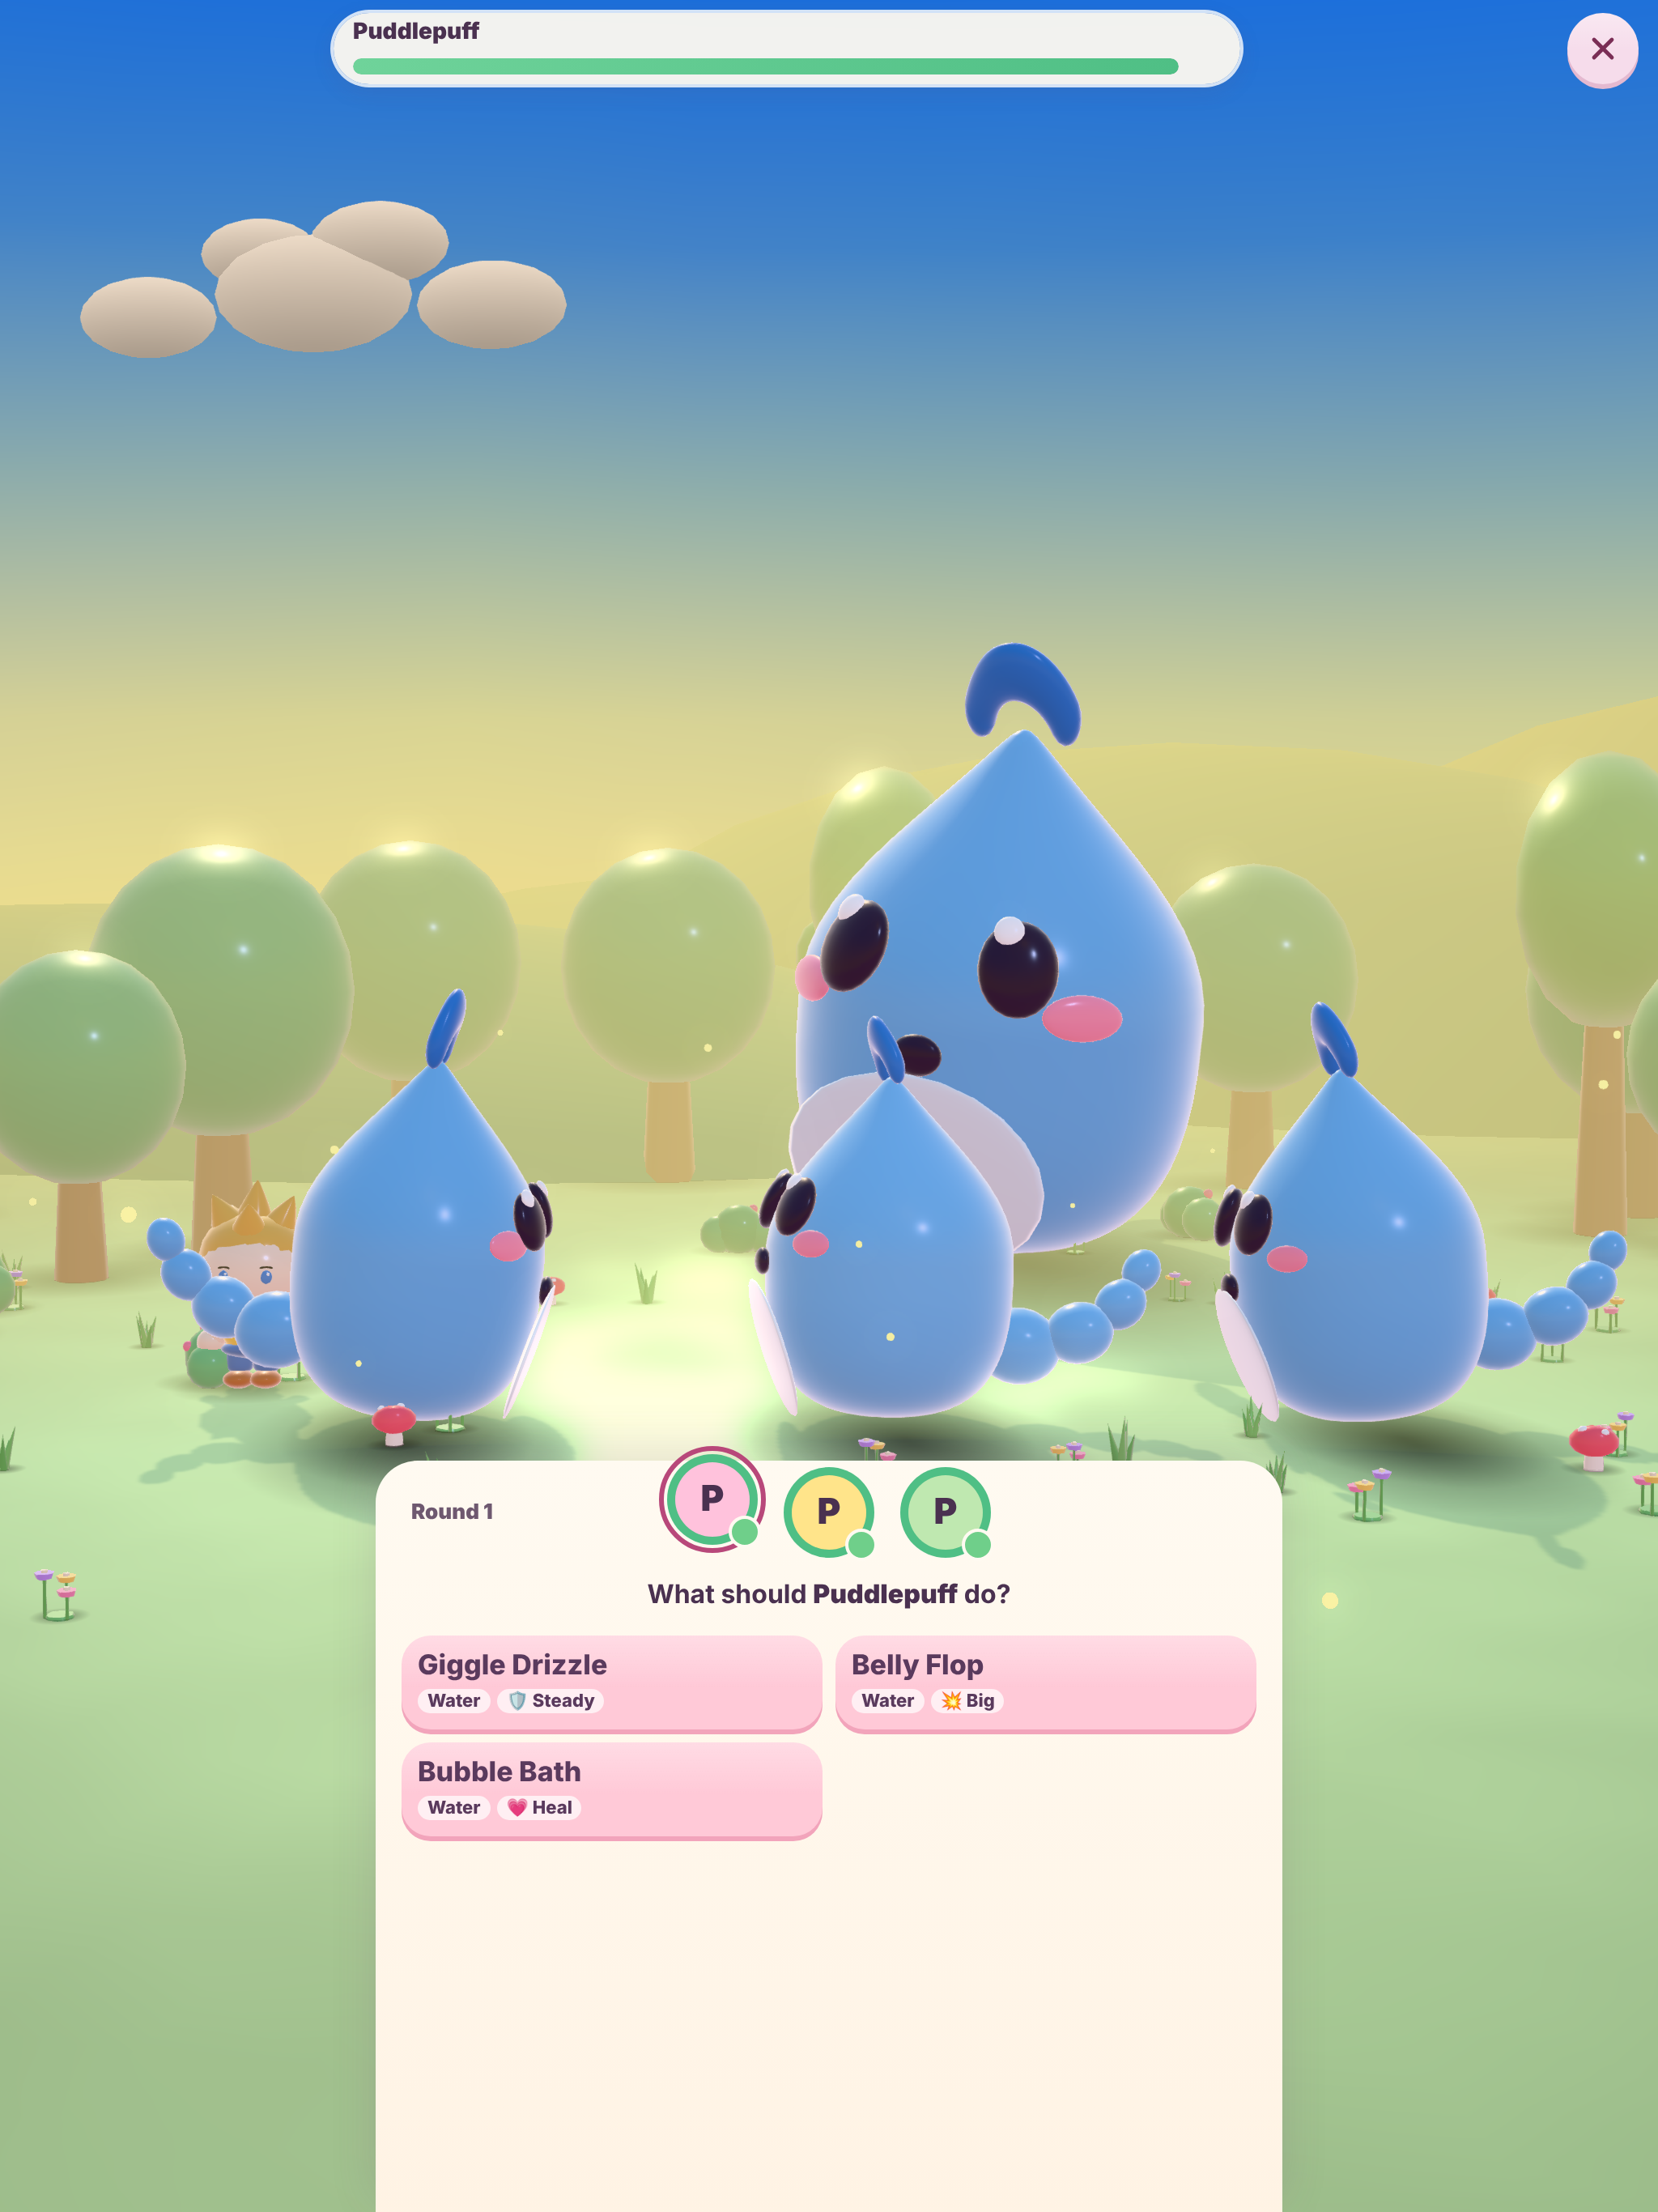 Puddlepuff
Round 1
P
P
P
What should Puddlepuff do?
Giggle Drizzle
Water 🛡️ Steady
Belly Flop
Water 💥 Big
Bubble Bath
Water 💗 Heal